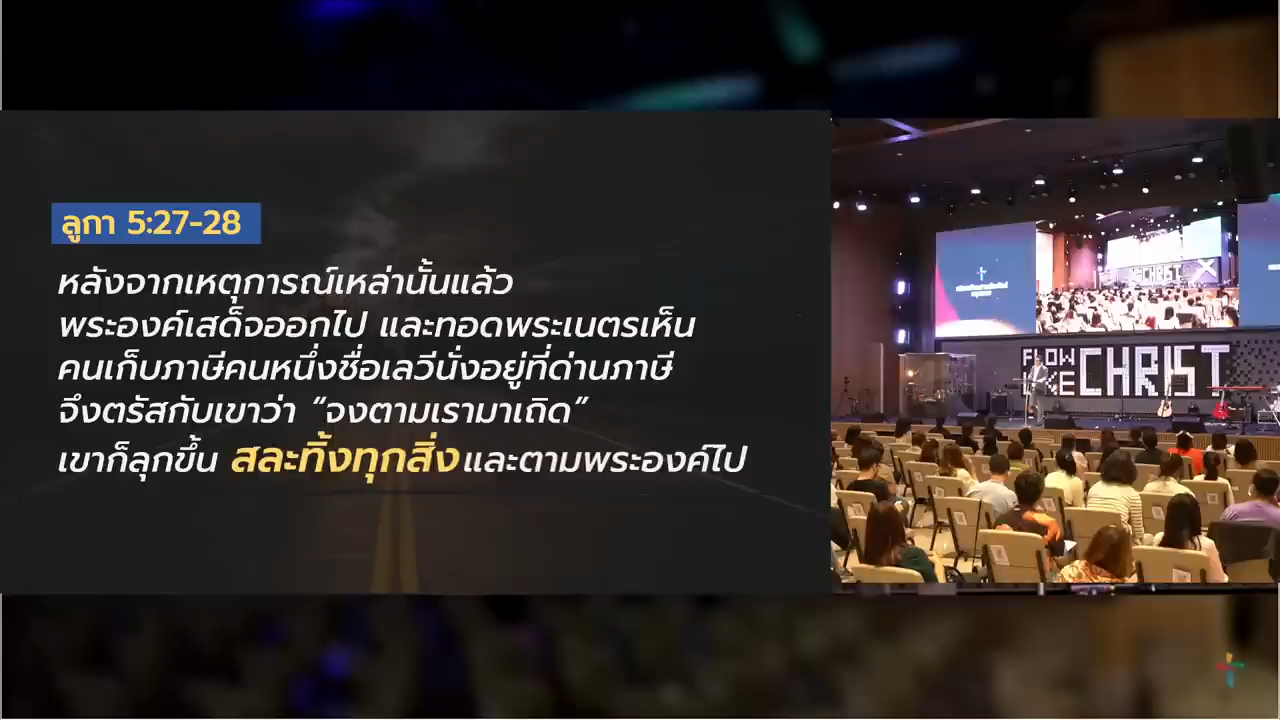 ลูกา 5:27-28
หลังจากเหตุการณ์เหล่านั้นแล้ว
พระองค์เสด็จออกไป และทอดพระเนตรเห็น
คนเก็บภาษีคนหนึ่งชื่อเลวีนั่งอยู่ที่ด่านภาษี
จึงตรัสกับเขาว่า “จงตามเรามาเถิด”
เขาก็ลุกขึ้น สละทิ้งทุกสิ่งและตามพระองค์ไป
FLOW
CHRIST
CHRIST